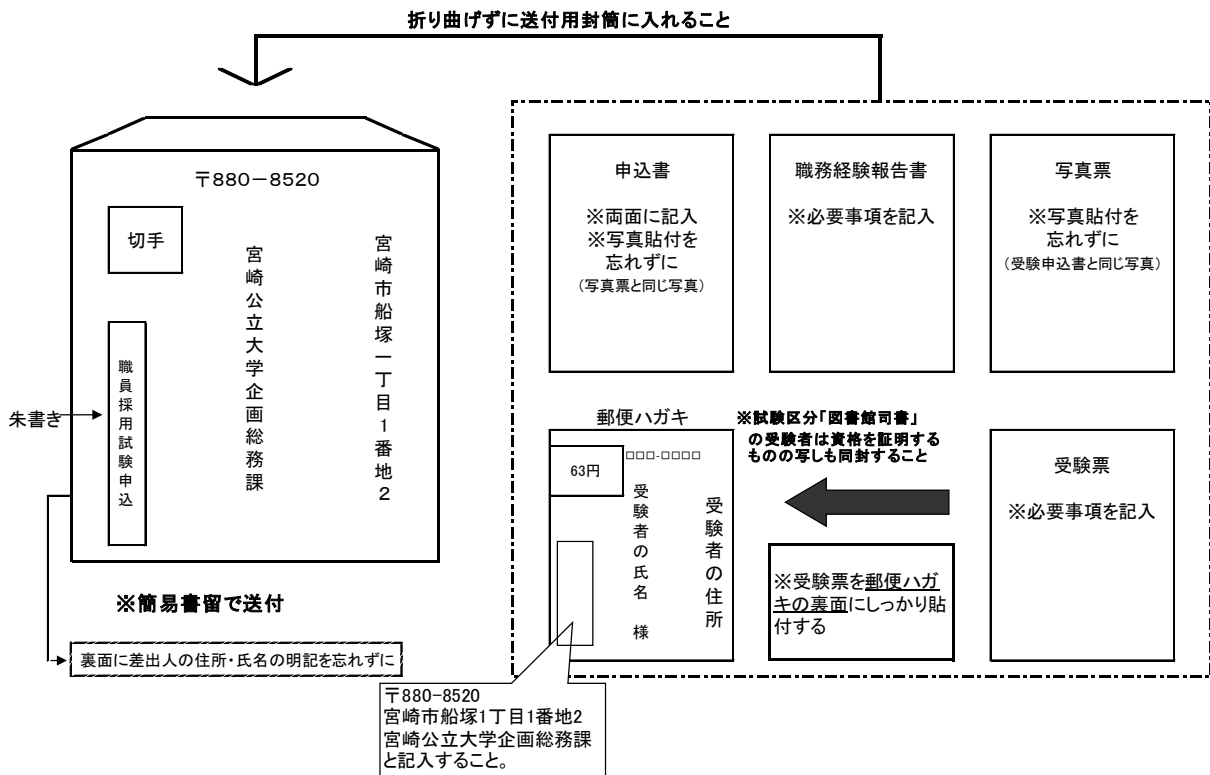 折り曲げずに送付用封筒に入れること
〒880－8520
切手
宮崎市船塚一丁目1番地2
宮崎公立大学企画総務課
職員採用試験申込
朱書き
※簡易書留で送付
裏面に差出人の住所・氏名の明記を忘れずに
申込書
※両面に記入
※写真貼付を
忘れずに
（写真票と同じ写真）
職務経験報告書
※必要事項を記入
写真票
※写真貼付を
忘れずに
（受験申込書と同じ写真）
郵便ハガキ
63円
□□□-□□□□
受験者の住所
受験者の氏名　様
〒880-8520
宮崎市船塚1丁目1番地2
宮崎公立大学企画総務課
と記入すること。
※試験区分「図書館司書」
の受験者は資格を証明する
ものの写しも同封すること
※受験票を郵便ハガ
キの裏面にしっかり貼
付する
受験票
※必要事項を記入